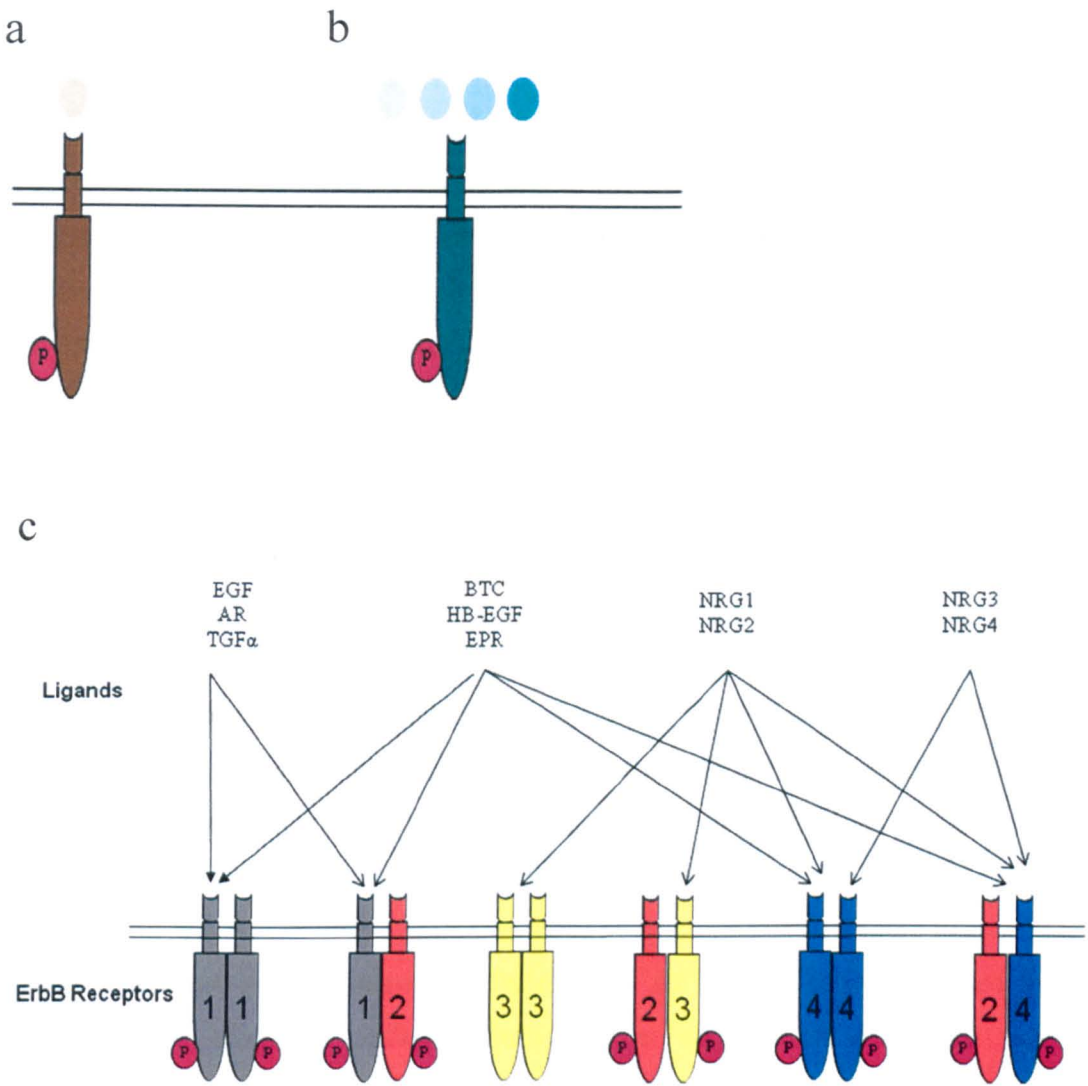 a
b
P
P
c
EGF
AR
TGFα
BTC
HB-EGF
EPR
NRG1
NRG2
NRG3
NRG4
Ligands
ErbB Receptors
1 1
1 2
3 3
2 3
4 4
2 4
P P P P P P P P P P